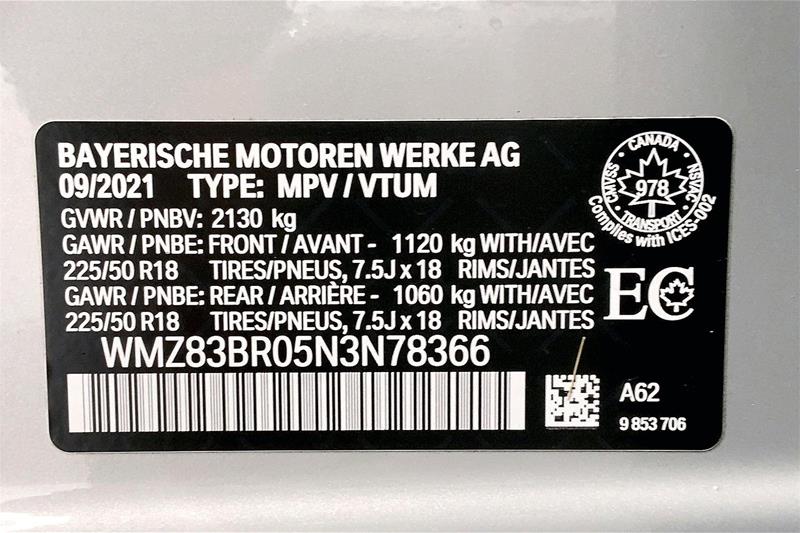 BAYERISCHE MOTOREN WERKE AG
09/2021 TYPE: MPV / VTUM
GVWR / PNBV: 2130 kg
GAWR / PNBE: FRONT / AVANT - 1120 kg WITH/AVEC
225/50 R18 TIRES/PNEUS, 7.5J x 18 RIMS/JANTES
GAWR / PNBE: REAR / ARRIÈRE - 1060 kg WITH/AVEC
225/50 R18 TIRES/PNEUS, 7.5J x 18 RIMS/JANTES
WMZ83BR05N3N78366
CANADA
978
TRANSPORT
SAIAC
NSVAC
Complies with ICES-002
EC
A62
9 853 706